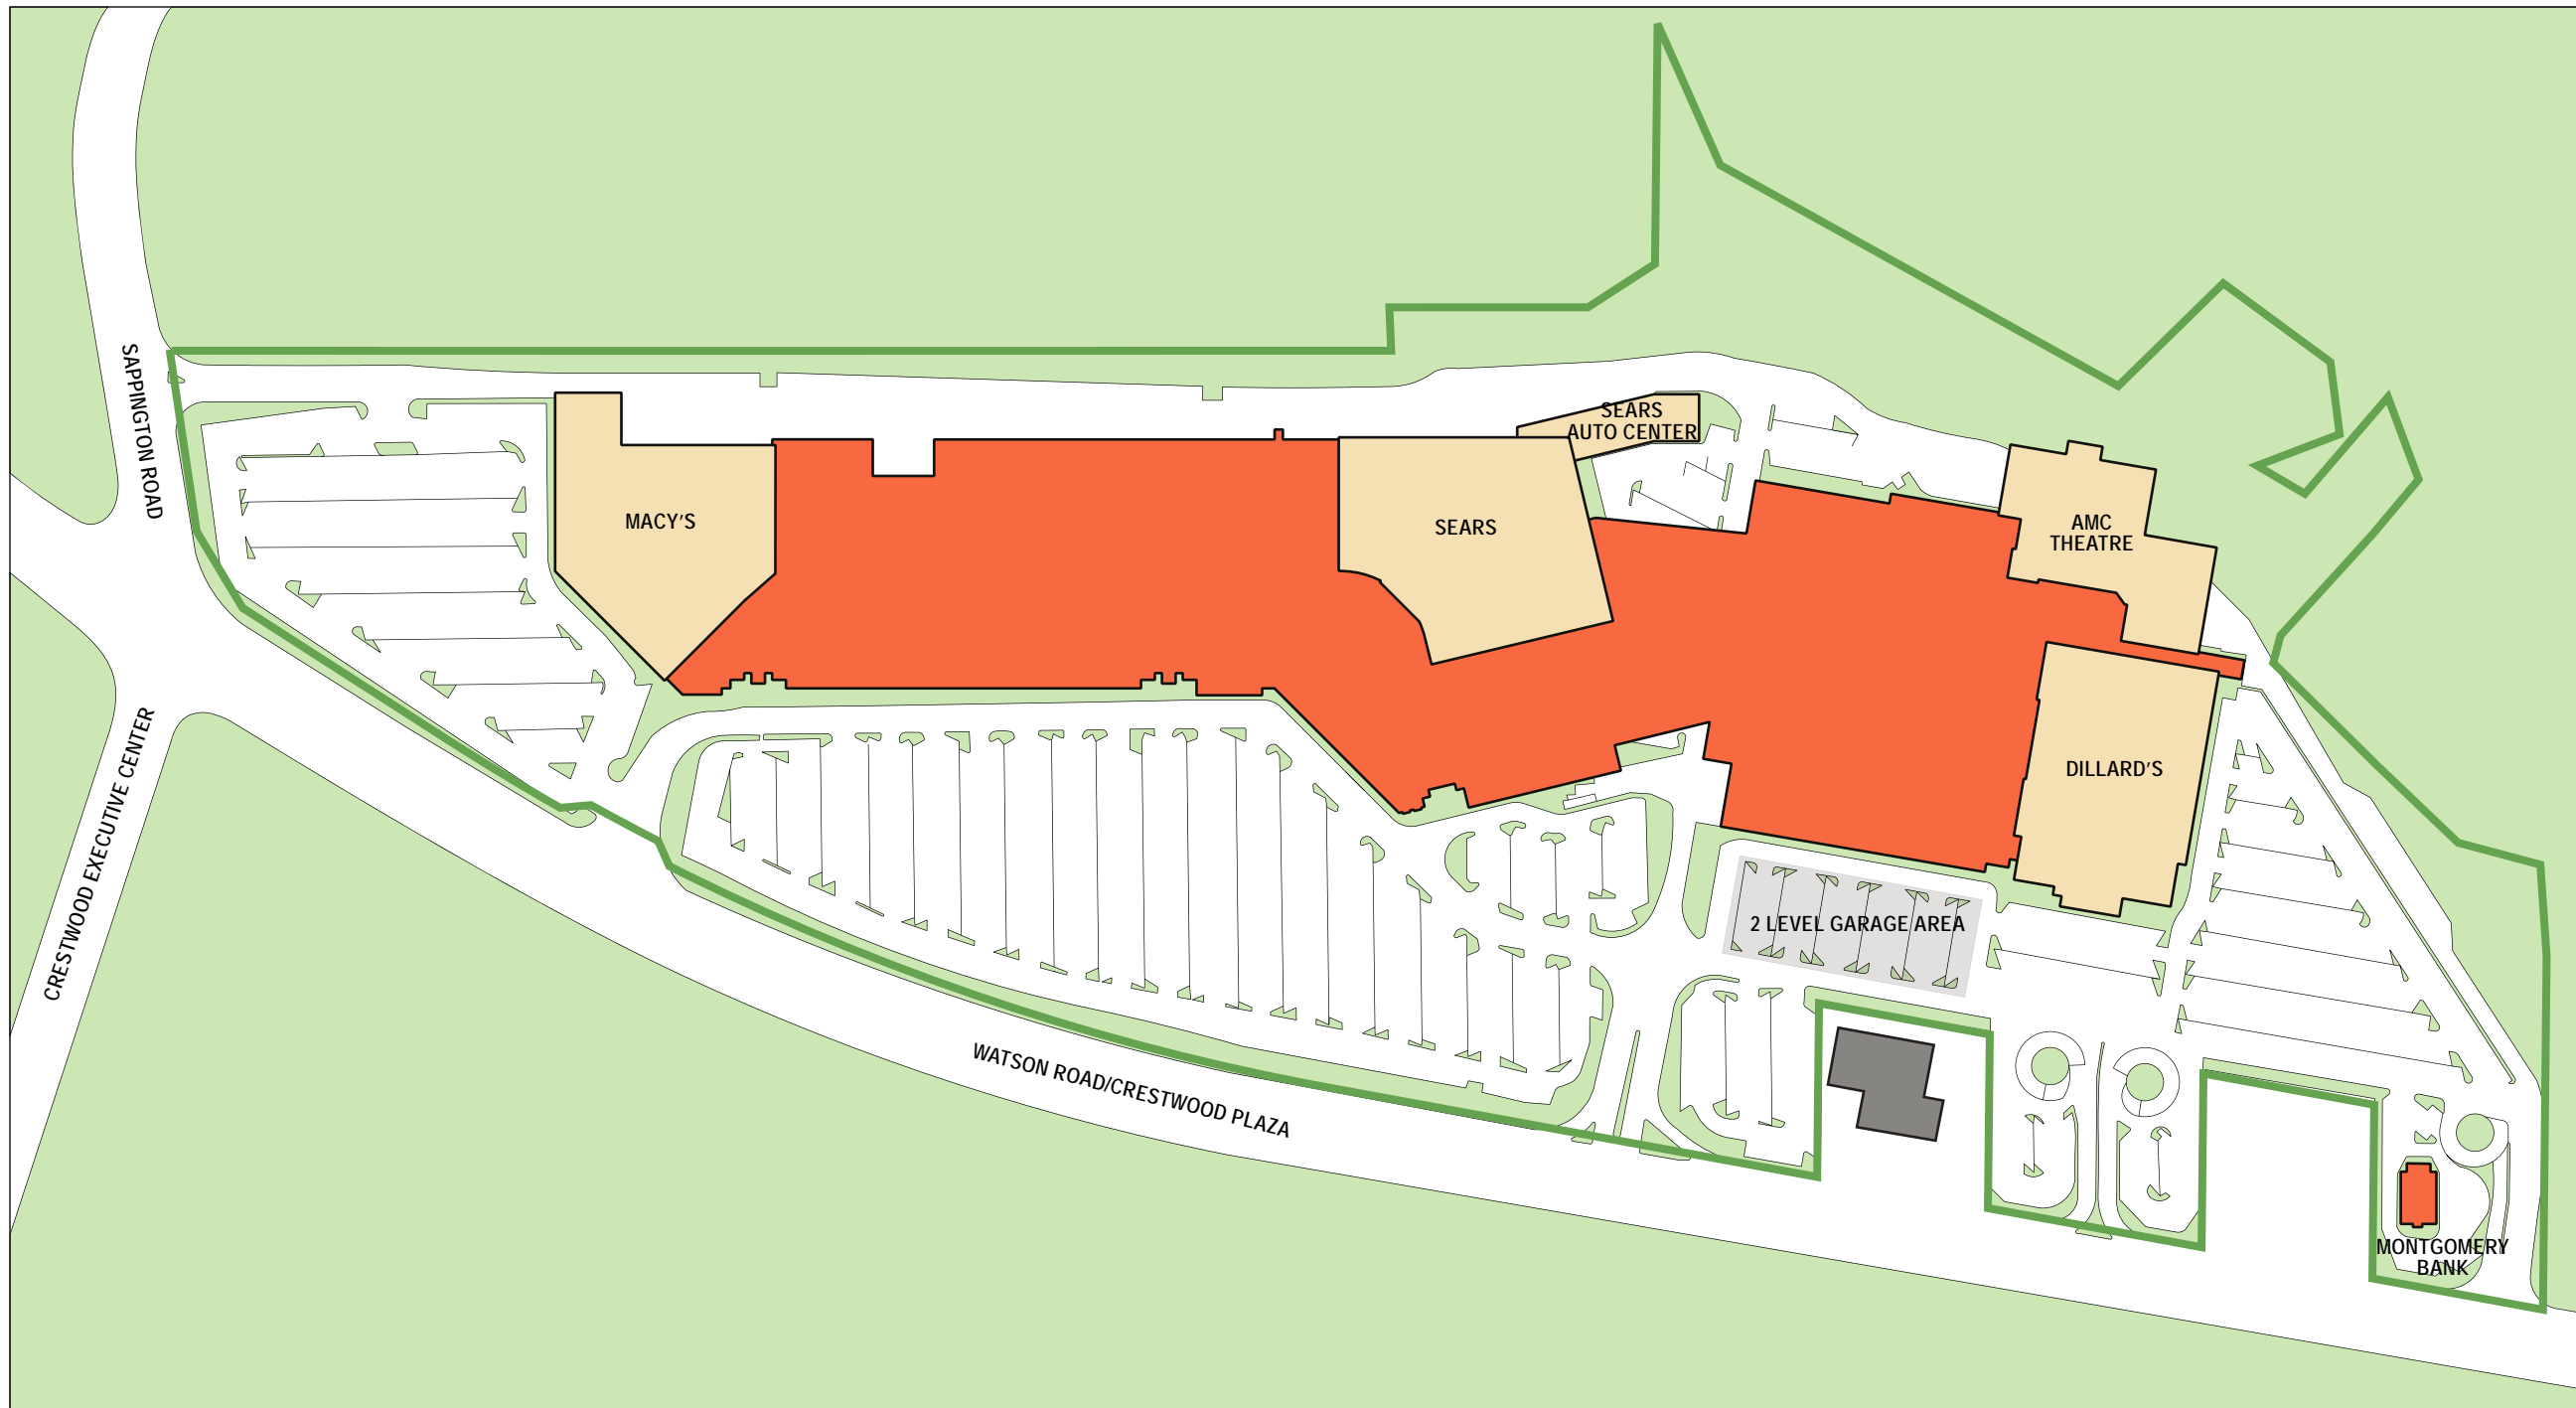 SEARS
AUTO CENTER
SAPPINGTON ROAD
MACY'S
SEARS
AMC
THEATRE
DILLARD'S
CRESTWOOD EXECUTIVE CENTER
2 LEVEL GARAGE AREA
WATSON ROAD/CRESTWOOD PLAZA
MONTGOMERY
BANK